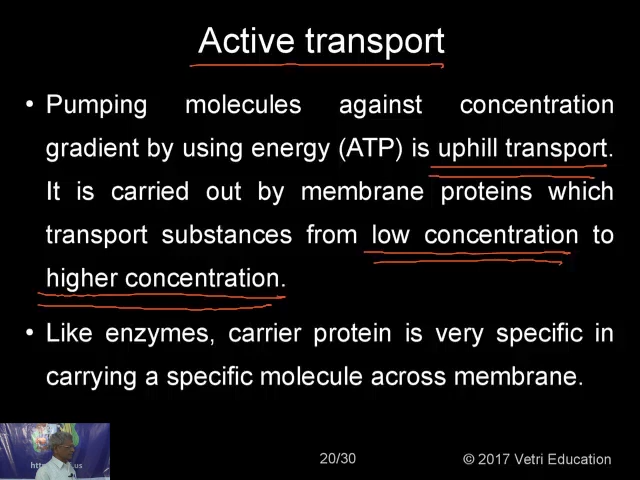 Active transport
• Pumping molecules against concentration
gradient by using energy (ATP) is uphill transport.
It is carried out by membrane proteins which
transport substances from low concentration to
higher concentration.
• Like enzymes, carrier protein is very specific in
carrying a specific molecule across membrane.
20/30
© 2017 Vetri Education